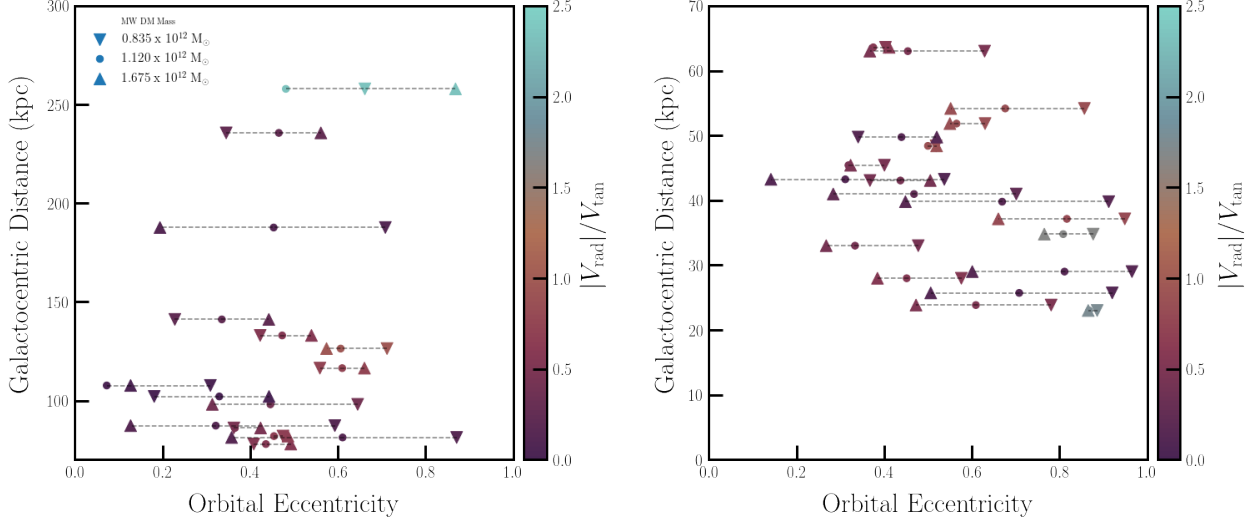 MW DM Mass
0.835 x 10¹² M☉
1.120 x 10¹² M☉
1.675 x 10¹² M☉
300
250
200
150
100
Galactocentric Distance (kpc)
0.0 0.2 0.4 0.6 0.8 1.0
Orbital Eccentricity
2.5
2.0
1.5
1.0
0.5
0.0
|V_rad|/V_tan
70
60
50
40
30
20
10
0
Galactocentric Distance (kpc)
0.0 0.2 0.4 0.6 0.8 1.0
Orbital Eccentricity
2.5
2.0
1.5
1.0
0.5
0.0
|V_rad|/V_tan